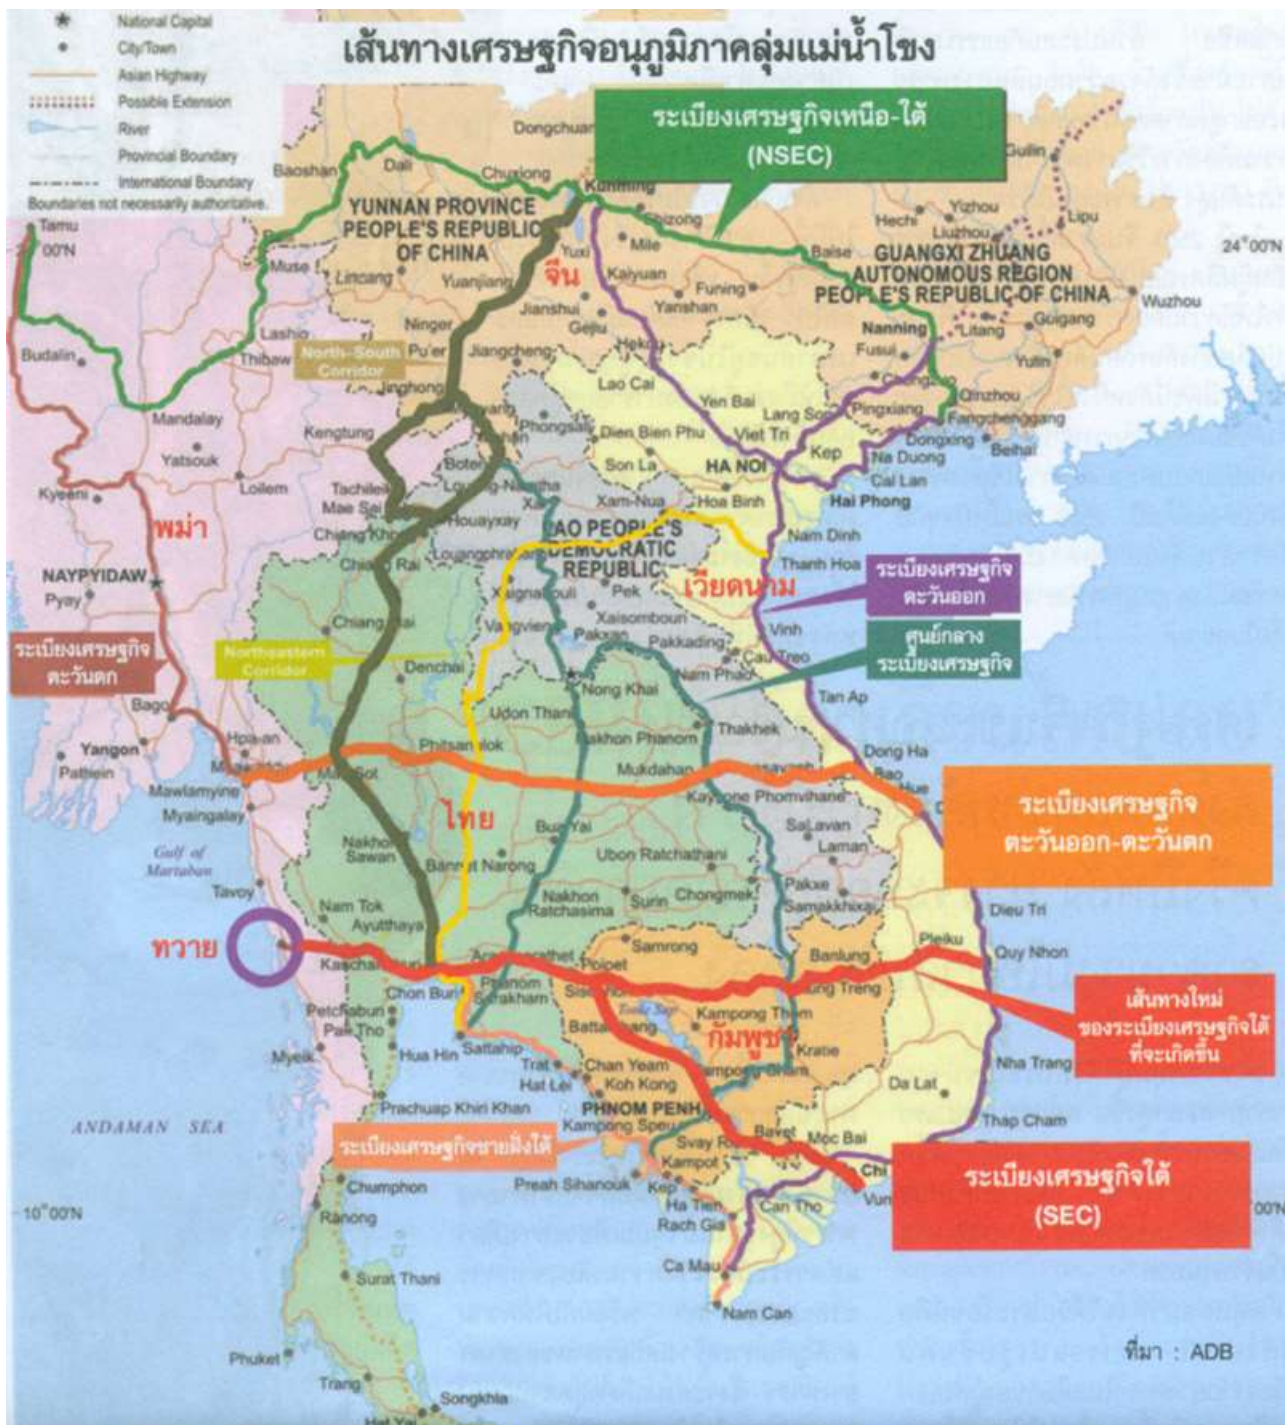 National Capital
City/Town
Asian Highway
Possible Extension
River
Provincial Boundary
International Boundary
Boundaries not necessarily authoritative.
เส้นทางเศรษฐกิจอนุภูมิภาคลุ่มแม่น้ำโขง
ระเบียงเศรษฐกิจเหนือ-ใต้
(NSEC)
Dongchuan
Guilin
Baoshan
Dali
Chuxiong
Kunming
Shizong
Hechi
Yizhou
Liuzhou
Lipu
YUNNAN PROVINCE
PEOPLE'S REPUBLIC
OF CHINA
Tamu
00'N
24°00'N
Muse
Lincang
Yuanjiang
Yuxi
Mile
จีน
Kaiyuan
Baise
GUANGXI ZHUANG
AUTONOMOUS REGION
PEOPLE'S REPUBLIC OF CHINA
Wuzhou
Jianshui
Gejiu
Yanshan
Funing
Nanning
Litang
Guigang
Lashio
Thibaw
Ninger
Pu'er
North-South
Corridor
Jiangcheng
Fusui
Yulin
Budalin
Jinghong
Lao Cai
Qinzhou
Mandalay
Yen Bai
Lang Son
Pingxiang
Fangchenggang
Kengtung
Phongsaly
Dien Bien Phu
Viet Tri
Dongxing
Beihai
Yatsouk
Boten
Son La
HA NOI
Kep
Na Duong
Cai Lan
Loilem
Kyeeni
Tachileik
Mae Sai
Xam-Nua
Hoa Binh
Hai Phong
พม่า
Houayxay
Chiang Rai
LAO PEOPLE'S
DEMOCRATIC
REPUBLIC
Nam Dinh
Thanh Hoa
NAYPYIDAW
Pyay
Pek
เวียดนาม
ระเบียงเศรษฐกิจ
ตะวันออก
Xaisomboun
Vangvieng
Pakxan
Pakkading
Vinh
ระเบียงเศรษฐกิจ
ตะวันตก
Northeastern
Corridor
Denchai
Cau Treo
Nam Phao
ศูนย์กลาง
ระเบียงเศรษฐกิจ
Nong Khai
Tan Ap
Bago
Udon Thani
Thakhek
Nakhon Phanom
Yangon
Pathein
Hpa-an
Phitsanulok
Mukdahan
Dong Ha
Mawlamyine
Myaingalay
Mae Sot
Kaysone Phomvihane
Hue
ระเบียงเศรษฐกิจ
ตะวันออก-ตะวันตก
Gulf of
Martaban
Nakhon
Sawan
ไทย
Bua Yai
SaLavan
Laman
Bamnet Narong
Ubon Ratchathani
Tavoy
Chongmek
Pakxe
Samakkhixai
Nakhon
Ratchasima
Surin
Nam Tok
Ayutthaya
Dieu Tri
ทวาย
Samrong
Banlung
Pleiku
Quy Nhon
Poipet
Chon Buri
Phanom
Sarakham
Petchaburi
Pak Tho
Kampong Thom
เส้นทางใหม่
ของระเบียงเศรษฐกิจใต้
ที่จะเกิดขึ้น
กัมพูชา
Kratie
Myeik
Hua Hin
Sattahip
Trat
Hat Lei
Chan Yeam
Koh Kong
Nha Trang
Da Lat
Prachuap Khiri Khan
PHNOM PENH
Kampong Speu
Thap Cham
ANDAMAN SEA
ระเบียงเศรษฐกิจชายฝั่งใต้
Bavet
Moc Bai
Kampot
ระเบียงเศรษฐกิจใต้
(SEC)
Chumphon
Preah Sihanouk
Kep
Ha Tien
Can Tho
10°00'N
00'N
Ranong
Rach Gia
Surat Thani
Ca Mau
Nam Can
Phuket
Trang
ที่มา : ADB
Songkhla
Hat Yai